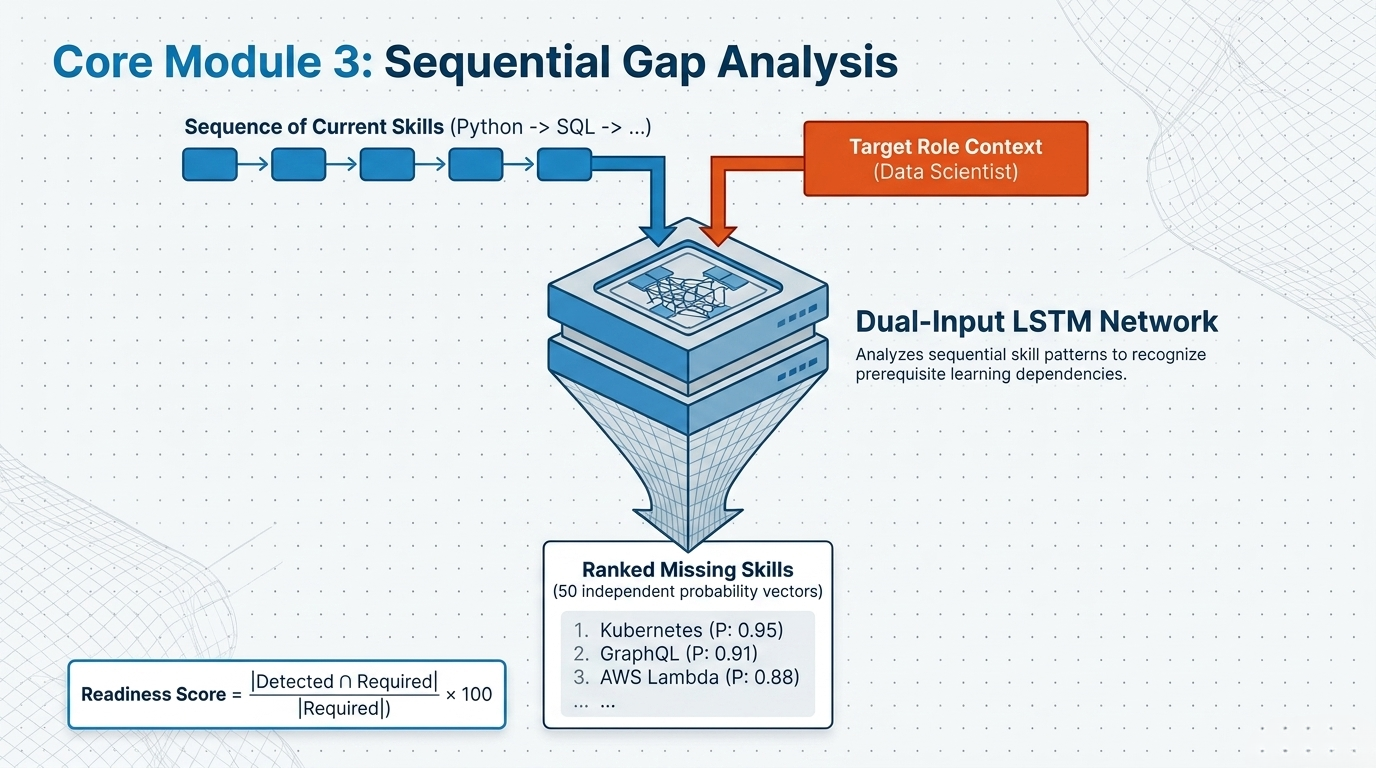 Core Module 3: Sequential Gap Analysis
Sequence of Current Skills (Python -> SQL -> ...)
Target Role Context
(Data Scientist)
Dual-Input LSTM Network
Analyzes sequential skill patterns to recognize
prerequisite learning dependencies.
Ranked Missing Skills
(50 independent probability vectors)
1. Kubernetes (P: 0.95)
2. GraphQL (P: 0.91)
3. AWS Lambda (P: 0.88)
... ...
Readiness Score = |Detected ∩ Required| / |Required|) × 100